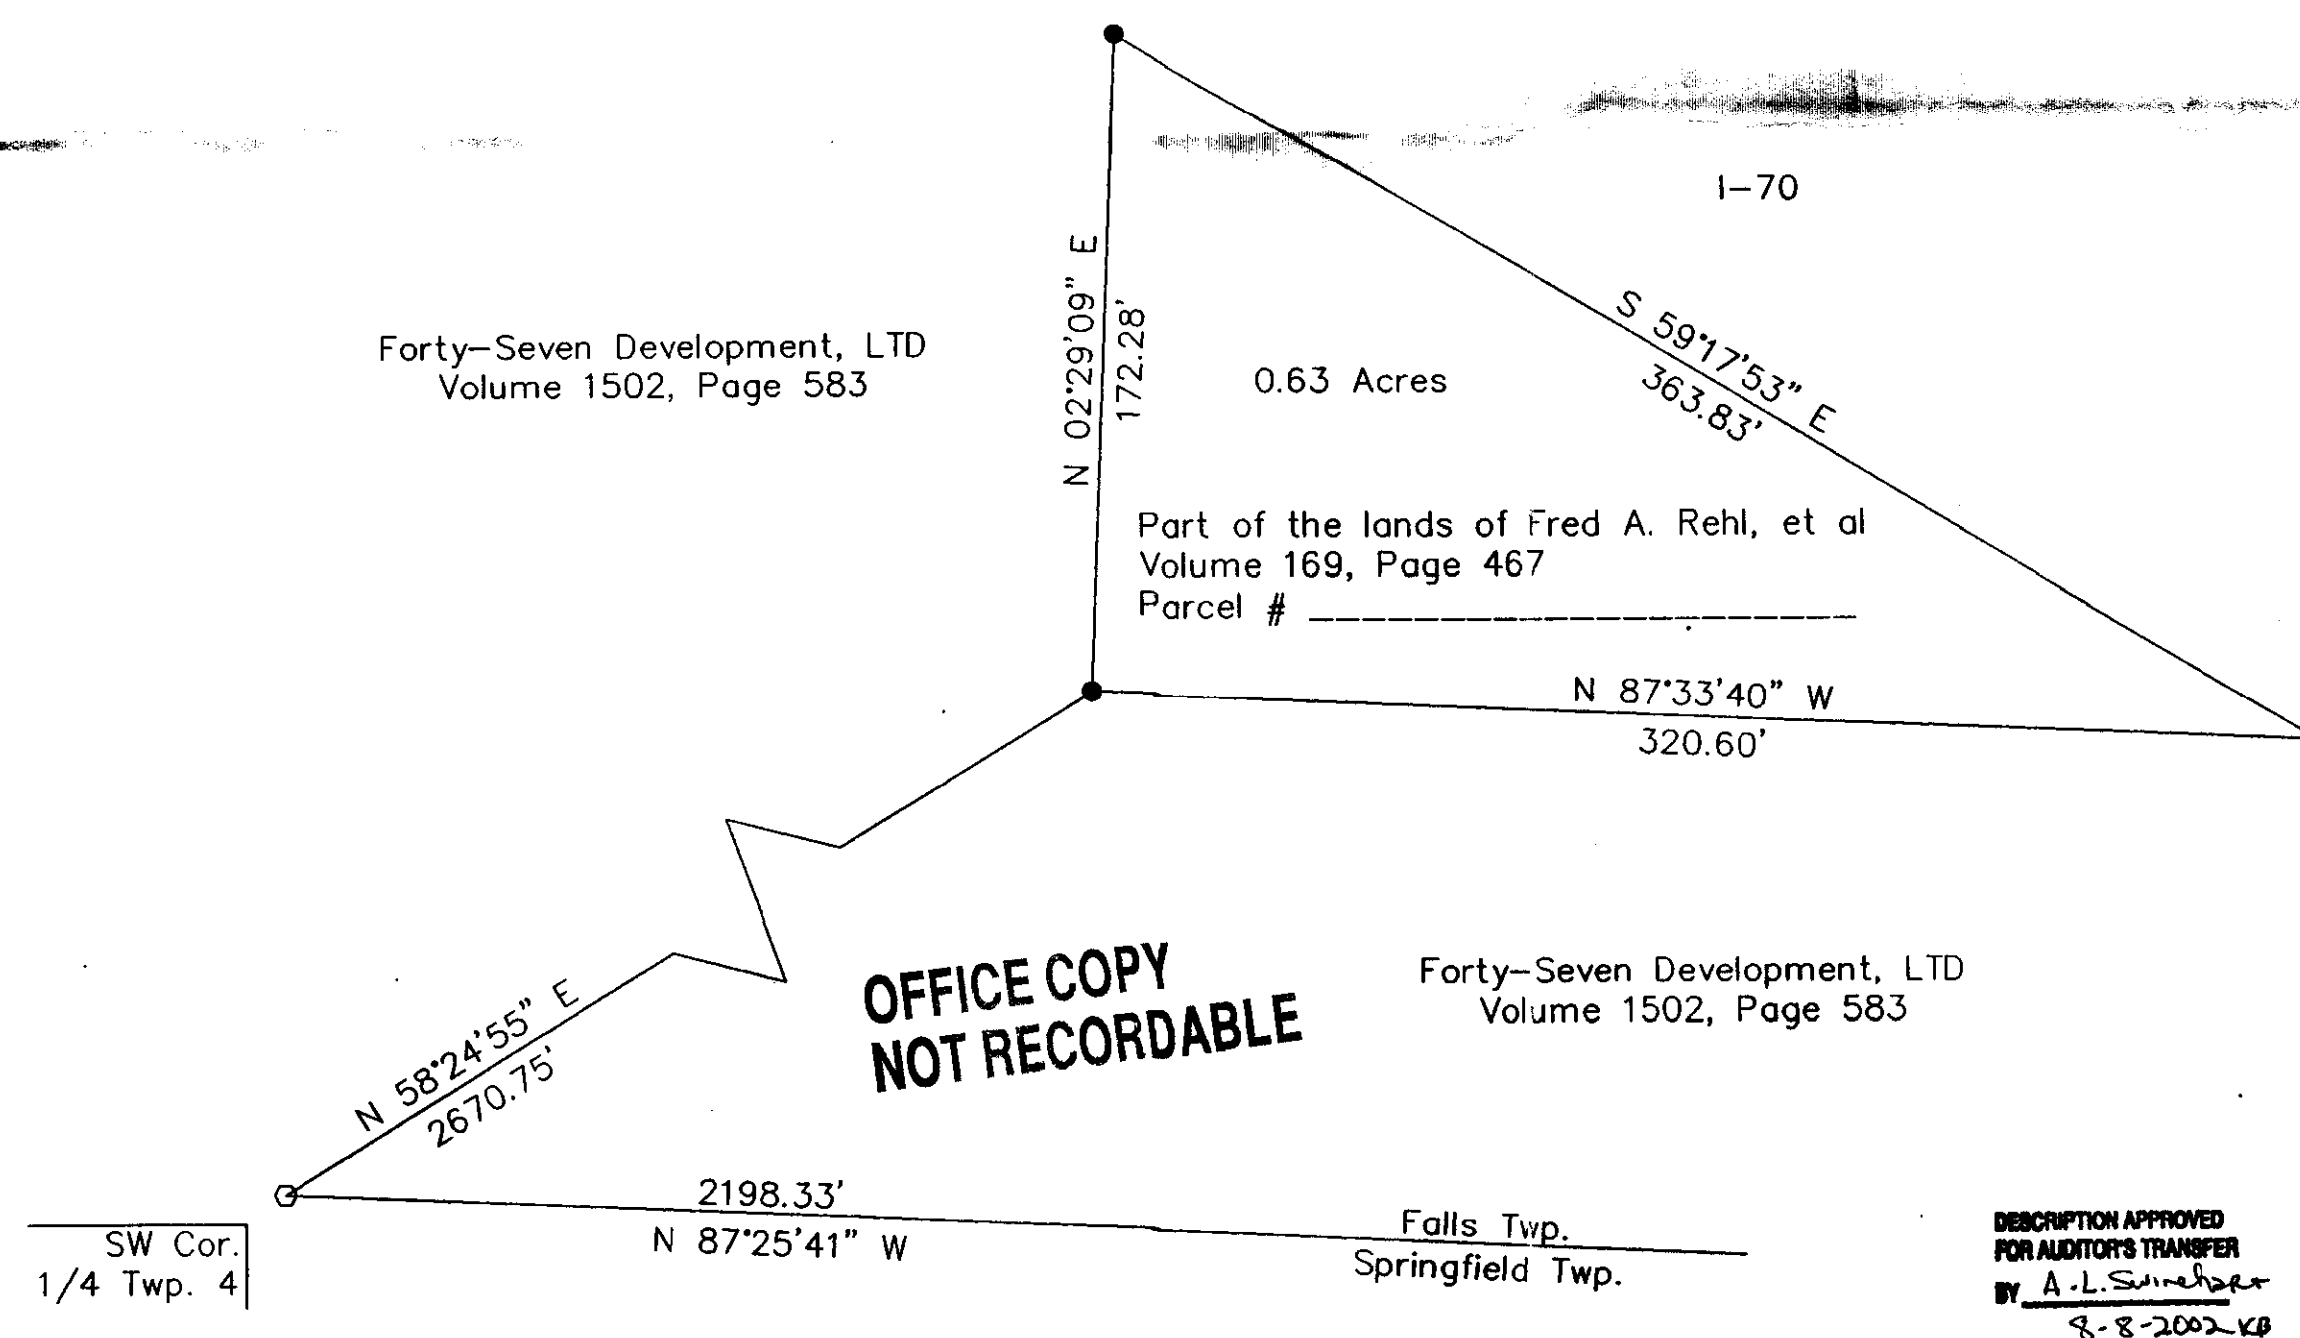 I-70
N 02°29'09" E
172.28'
S 59°17'53" E
363.83'
Forty-Seven Development, LTD
Volume 1502, Page 583
0.63 Acres
Part of the lands of Fred A. Rehl, et al
Volume 169, Page 467
Parcel #
N 87°33'40" W
320.60'
OFFICE COPY
NOT RECORDABLE
Forty-Seven Development, LTD
Volume 1502, Page 583
N 58°24'55" E
2670.75'
2198.33'
N 87°25'41" W
Falls Twp.
Springfield Twp.
SW Cor.
1/4 Twp. 4
DESCRIPTION APPROVED
FOR AUDITOR'S TRANSFER
BY A.L. Swinehart
8-8-2002 KB